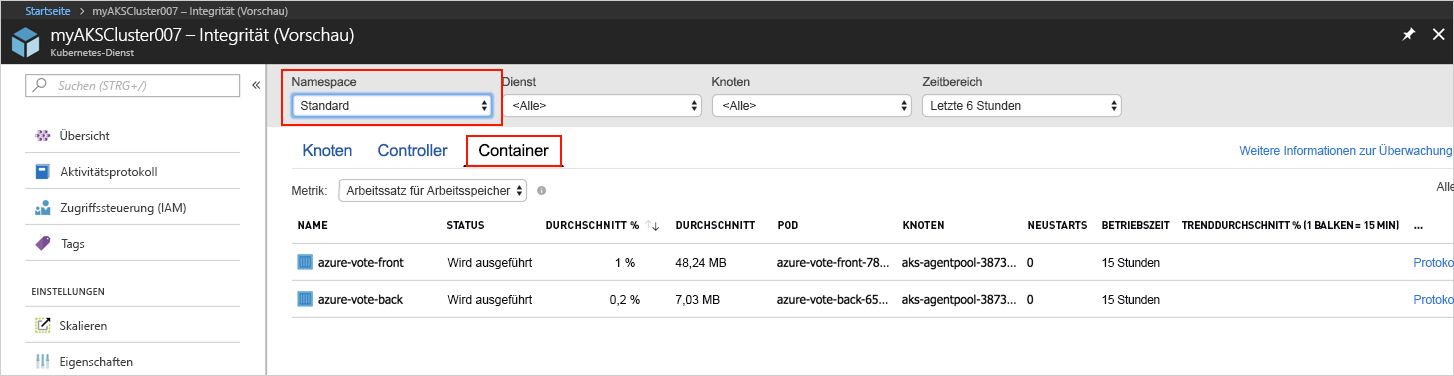 Startseite > myAKSCluster007 – Integrität (Vorschau)
myAKSCluster007 – Integrität (Vorschau)
Kubernetes-Dienst
Suchen (STRG+/)
«
Übersicht
Aktivitätsprotokoll
Zugriffssteuerung (IAM)
Tags
EINSTELLUNGEN
Skalieren
Eigenschaften
Namespace Dienst Knoten Zeitbereich
Standard <Alle> <Alle> Letzte 6 Stunden
Knoten Controller Container
Weitere Informationen zur Überwachung
Metrik: Arbeitssatz für Arbeitsspeicher
Alle
NAME STATUS DURCHSCHNITT % ↑↓ DURCHSCHNITT POD KNOTEN NEUSTARTS BETRIEBSZEIT TRENDDURCHSCHNITT % (1 BALKEN = 15 MIN) ...
azure-vote-front Wird ausgeführt 1 % 48,24 MB azure-vote-front-78... aks-agentpool-3873... 0 15 Stunden Protoko
azure-vote-back Wird ausgeführt 0,2 % 7,03 MB azure-vote-back-65... aks-agentpool-3873... 0 15 Stunden Protoko